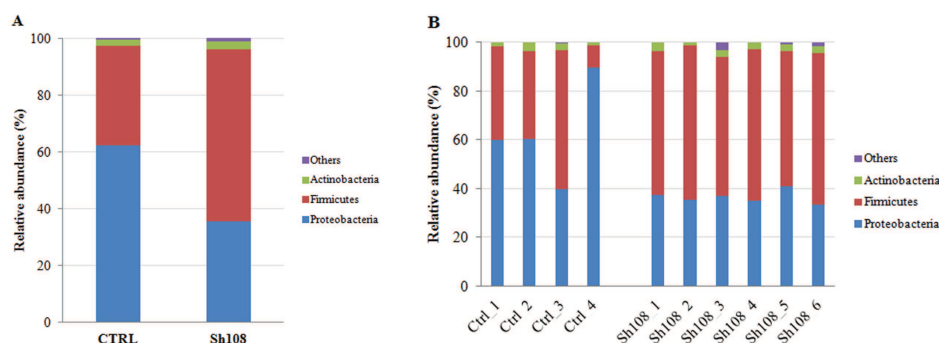 A
Relative abundance (%)
100
80
60
40
20
0
CTRL
Sh108
Others
Actinobacteria
Firmicutes
Proteobacteria
B
Relative abundance (%)
100
80
60
40
20
0
Ctrl_1
Ctrl_2
Ctrl_3
Ctrl_4
Sh108_1
Sh108_2
Sh108_3
Sh108_4
Sh108_5
Sh108_6
Others
Actinobacteria
Firmicutes
Proteobacteria